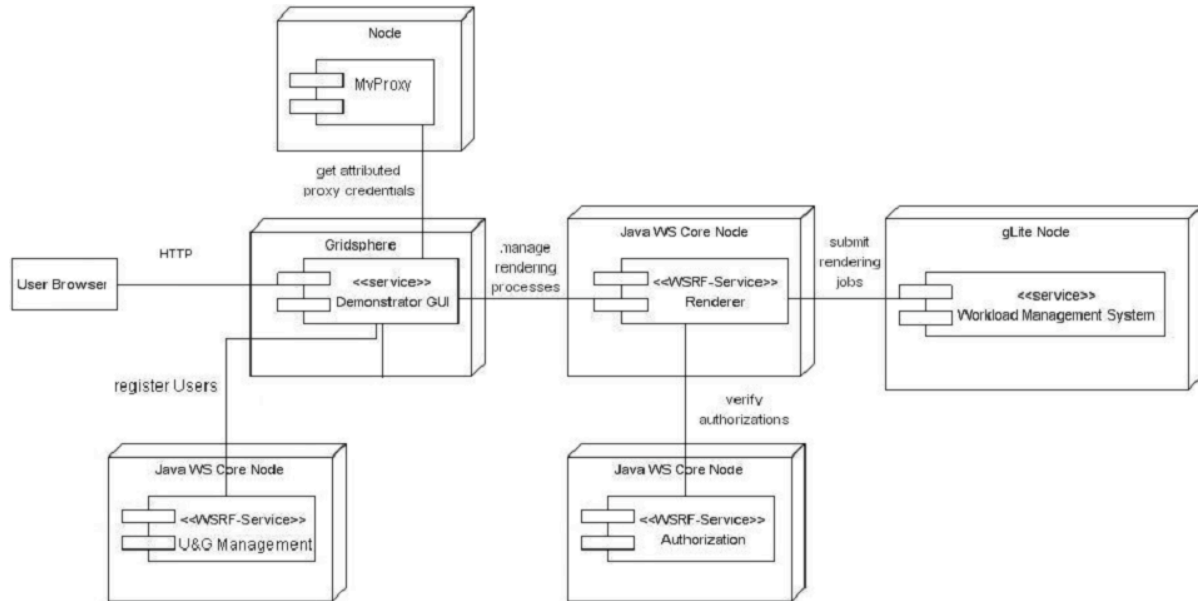 Node
MyProxy
get attributed
proxy credentials
HTTP
Gridsphere
.manage
rendering
processes
Java WS Core Node
submit
rendering
jobs
gLite Node
User Browser
<<service>>
Demonstrator GUI
<<WSRF-Service>>
Renderer
<<service>>
Workload Management System
register Users
verify
authorizations
Java WS Core Node
<<WSRF-Service>>
U&G Management
Java WS Core Node
<<WSRF-Service>>
Authorization